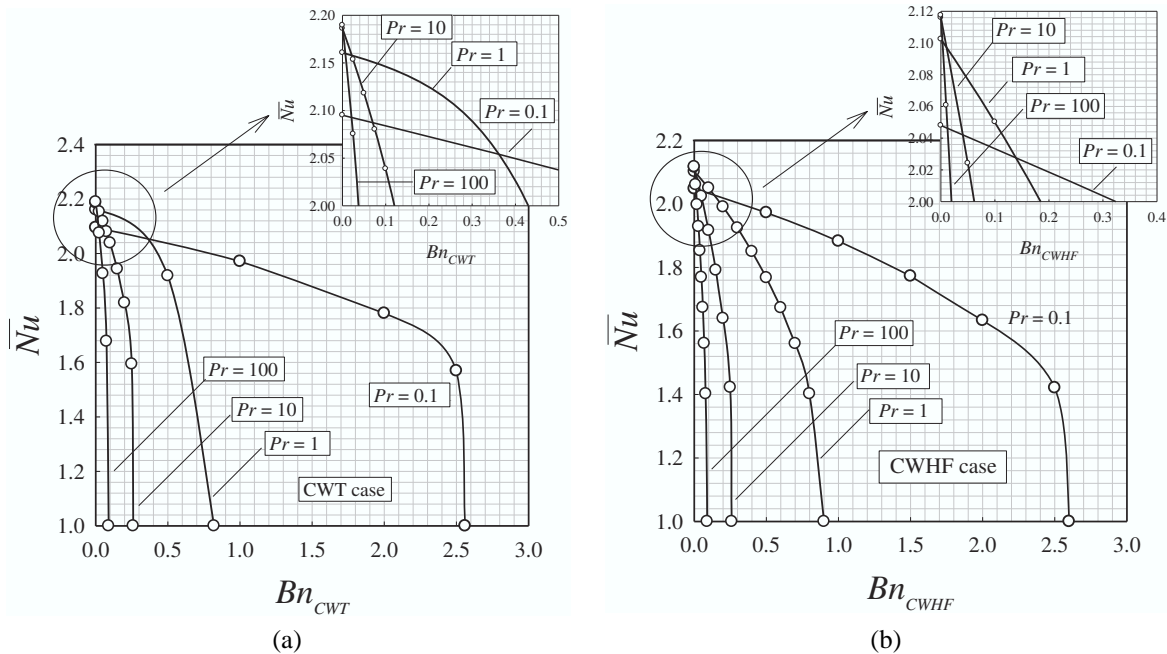 2.20
2.15
2.10
2.05
2.00
0.0 0.1 0.2 0.3 0.4 0.5
Nu
Bn_CWT
Pr = 10
Pr = 1
Pr = 0.1
Pr = 100
2.4
2.2
2.0
1.8
1.6
1.4
1.2
1.0
Nu
Pr = 100
Pr = 10
Pr = 1
Pr = 0.1
CWT case
0.0 0.5 1.0 2.0 2.5 3.0
Bn_CWT
(a)
2.12
2.10
2.08
2.06
2.04
2.02
2.00
0.0 0.1 0.2 0.3 0.4
Nu
Bn_CWHF
Pr = 10
Pr = 1
Pr = 100
Pr = 0.1
2.2
2.0
1.8
1.6
1.4
1.2
1.0
Nu
Pr = 0.1
Pr = 100
Pr = 10
Pr = 1
CWHF case
0.0 0.5 1.0 1.5 2.0 2.5 3.0
Bn_CWHF
(b)